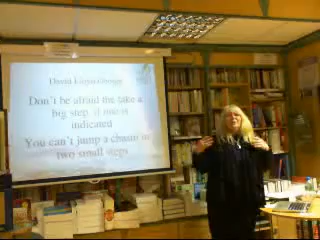 David Lloyd George
Don't be afraid the take a
big step, if one is
indicated
You can't jump a chasm in
two small steps